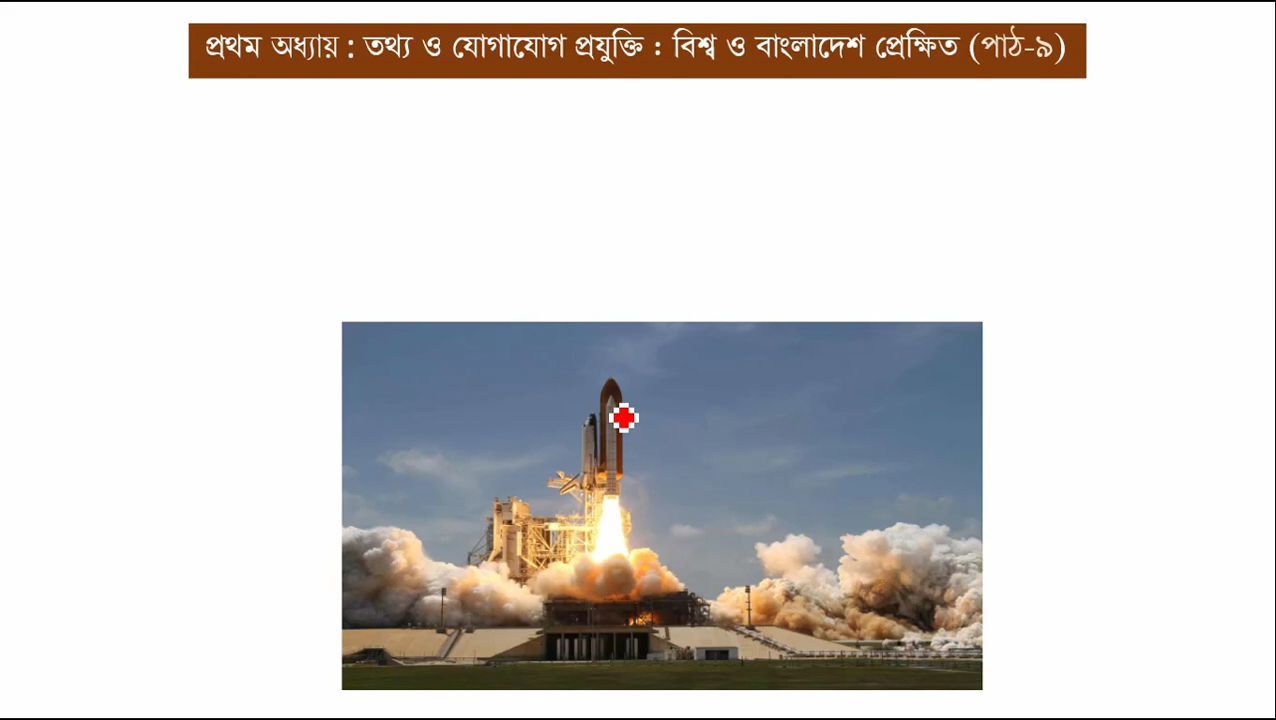 প্রথম অধ্যায় : তথ্য ও যোগাযোগ প্রযুক্তি : বিশ্ব ও বাংলাদেশ প্রেক্ষিত (পাঠ-৯)